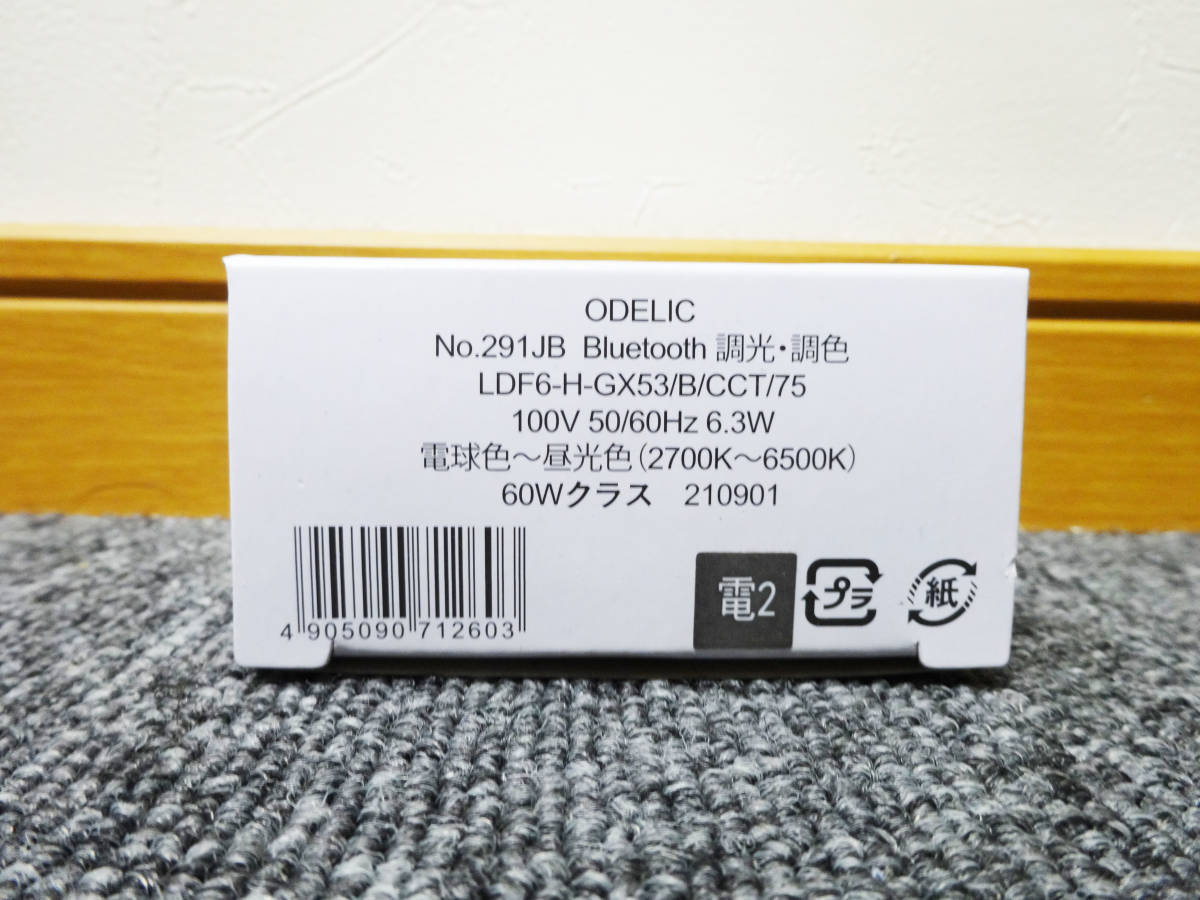 ODELIC
No.291JB Bluetooth 調光・調色
LDF6-H-GX53/B/CCT/75
100V 50/60Hz 6.3W
電球色～昼光色(2700K～6500K)
60Wクラス 210901
4 905090 712603
電2
プラ
紙